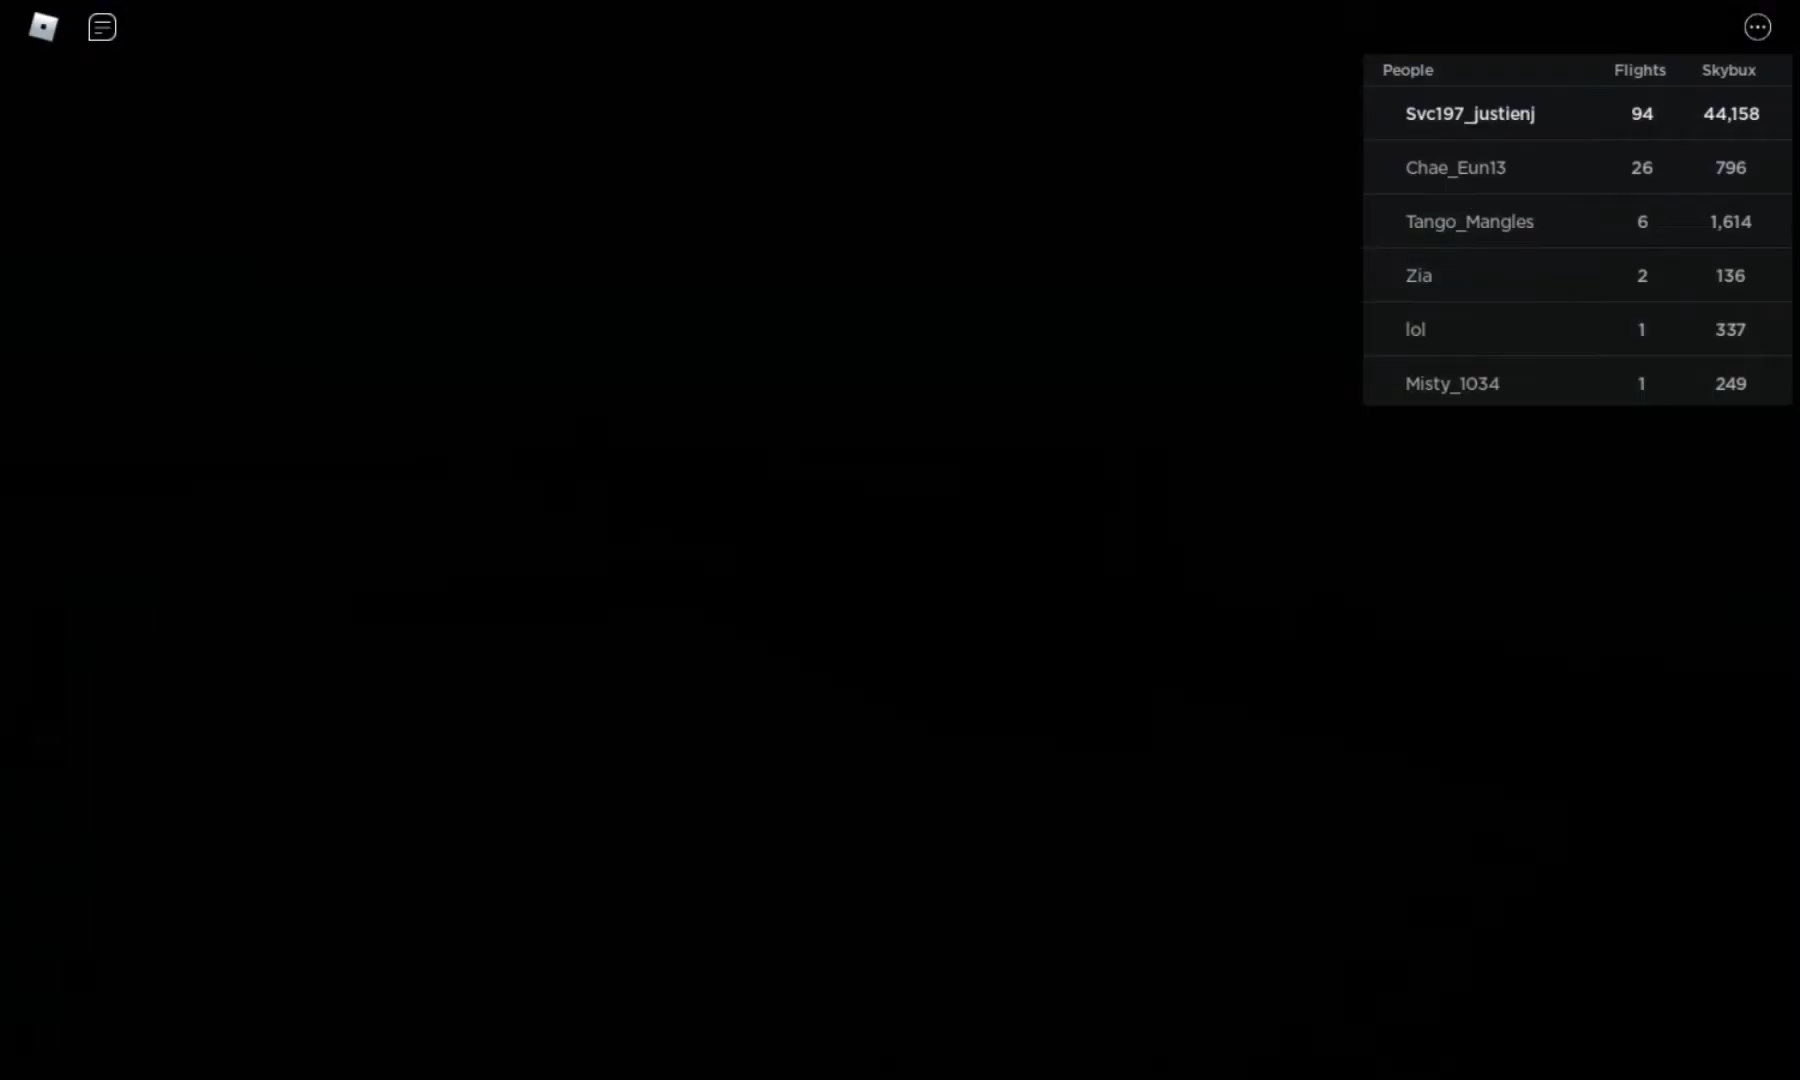 People Flights Skybux
Svc197_justienj 94 44,158
Chae_Eun13 26 796
Tango_Mangles 6 1,614
Zia 2 136
lol 1 337
Misty_1034 1 249